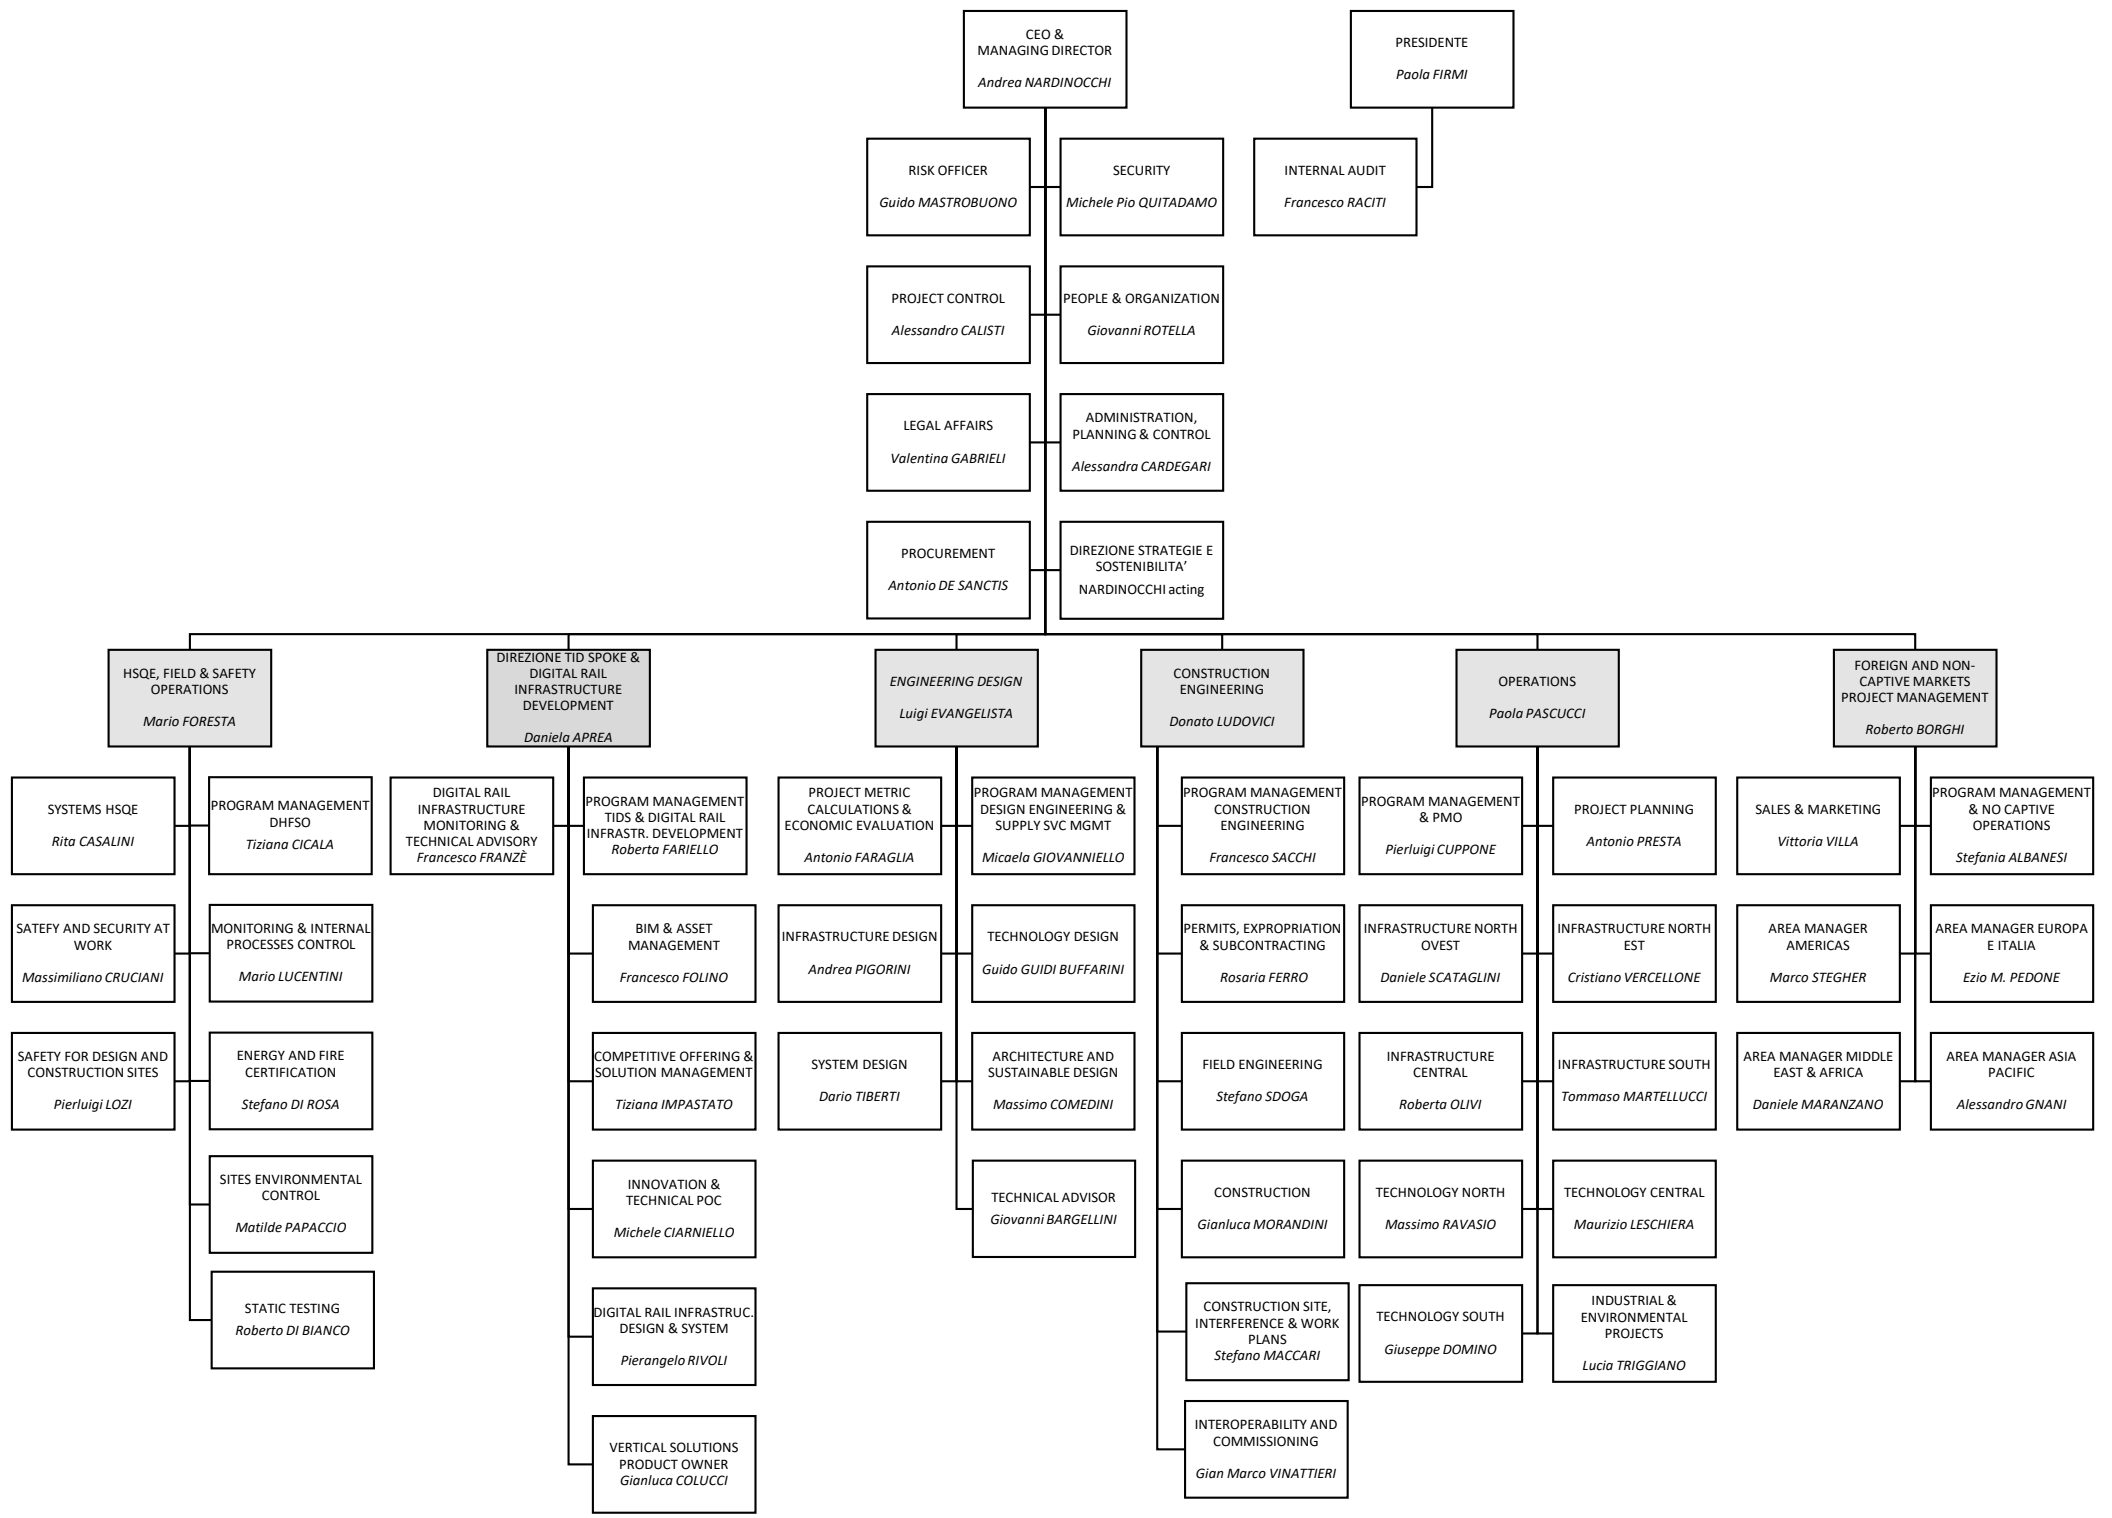 CEO &
MANAGING DIRECTOR
Andrea NARDINOCCHI
PRESIDENTE
Paola FIRMI
RISK OFFICER
Guido MASTROBUONO
SECURITY
Michele Pio QUITADAMO
INTERNAL AUDIT
Francesco RACITI
PROJECT CONTROL
Alessandro CALISTI
PEOPLE & ORGANIZATION
Giovanni ROTELLA
LEGAL AFFAIRS
Valentina GABRIELI
ADMINISTRATION,
PLANNING & CONTROL
Alessandra CARDEGARI
PROCUREMENT
Antonio DE SANCTIS
DIREZIONE STRATEGIE E
SOSTENIBILITA’
NARDINOCCHI acting
HSQE, FIELD & SAFETY
OPERATIONS
Mario FORESTA
DIREZIONE TID SPOKE &
DIGITAL RAIL
INFRASTRUCTURE
DEVELOPMENT
Daniela APREA
ENGINEERING DESIGN
Luigi EVANGELISTA
CONSTRUCTION
ENGINEERING
Donato LUDOVICI
OPERATIONS
Paola PASCUCCI
FOREIGN AND NON-
CAPTIVE MARKETS
PROJECT MANAGEMENT
Roberto BORGHI
SYSTEMS HSQE
Rita CASALINI
PROGRAM MANAGEMENT
DHFSO
Tiziana CICALA
SATEFY AND SECURITY AT
WORK
Massimiliano CRUCIANI
MONITORING & INTERNAL
PROCESSES CONTROL
Mario LUCENTINI
SAFETY FOR DESIGN AND
CONSTRUCTION SITES
Pierluigi LOZI
ENERGY AND FIRE
CERTIFICATION
Stefano DI ROSA
SITES ENVIRONMENTAL
CONTROL
Matilde PAPACCIO
STATIC TESTING
Roberto DI BIANCO
DIGITAL RAIL
INFRASTRUCTURE
MONITORING &
TECHNICAL ADVISORY
Francesco FRANZÈ
PROGRAM MANAGEMENT
TIDS & DIGITAL RAIL
INFRASTR. DEVELOPMENT
Roberta FARIELLO
BIM & ASSET
MANAGEMENT
Francesco FOLINO
COMPETITIVE OFFERING &
SOLUTION MANAGEMENT
Tiziana IMPASTATO
INNOVATION &
TECHNICAL POC
Michele CIARNIELLO
DIGITAL RAIL INFRASTRUC.
DESIGN & SYSTEM
Pierangelo RIVOLI
VERTICAL SOLUTIONS
PRODUCT OWNER
Gianluca COLUCCI
PROJECT METRIC
CALCULATIONS &
ECONOMIC EVALUATION
Antonio FARAGLIA
PROGRAM MANAGEMENT
DESIGN ENGINEERING &
SUPPLY SVC MGMT
Micaela GIOVANNIELLO
INFRASTRUCTURE DESIGN
Andrea PIGORINI
TECHNOLOGY DESIGN
Guido GUIDI BUFFARINI
SYSTEM DESIGN
Dario TIBERTI
ARCHITECTURE AND
SUSTAINABLE DESIGN
Massimo COMEDINI
TECHNICAL ADVISOR
Giovanni BARGELLINI
PROGRAM MANAGEMENT
CONSTRUCTION
ENGINEERING
Francesco SACCHI
PERMITS, EXPROPRIATION
& SUBCONTRACTING
Rosaria FERRO
FIELD ENGINEERING
Stefano SDOGA
CONSTRUCTION
Gianluca MORANDINI
CONSTRUCTION SITE,
INTERFERENCE & WORK
PLANS
Stefano MACCARI
INTEROPERABILITY AND
COMMISSIONING
Gian Marco VINATTIERI
PROGRAM MANAGEMENT
& PMO
Pierluigi CUPPONE
PROJECT PLANNING
Antonio PRESTA
INFRASTRUCTURE NORTH
OVEST
Daniele SCATAGLINI
INFRASTRUCTURE NORTH
EST
Cristiano VERCELLONE
INFRASTRUCTURE
CENTRAL
Roberta OLIVI
INFRASTRUCTURE SOUTH
Tommaso MARTELLUCCI
TECHNOLOGY NORTH
Massimo RAVASIO
TECHNOLOGY CENTRAL
Maurizio LESCHIERA
TECHNOLOGY SOUTH
Giuseppe DOMINO
INDUSTRIAL &
ENVIRONMENTAL
PROJECTS
Lucia TRIGGIANO
SALES & MARKETING
Vittoria VILLA
PROGRAM MANAGEMENT
& NO CAPTIVE
OPERATIONS
Stefania ALBANESI
AREA MANAGER
AMERICAS
Marco STEGHER
AREA MANAGER EUROPA
E ITALIA
Ezio M. PEDONE
AREA MANAGER MIDDLE
EAST & AFRICA
Daniele MARANZANO
AREA MANAGER ASIA
PACIFIC
Alessandro GNANI